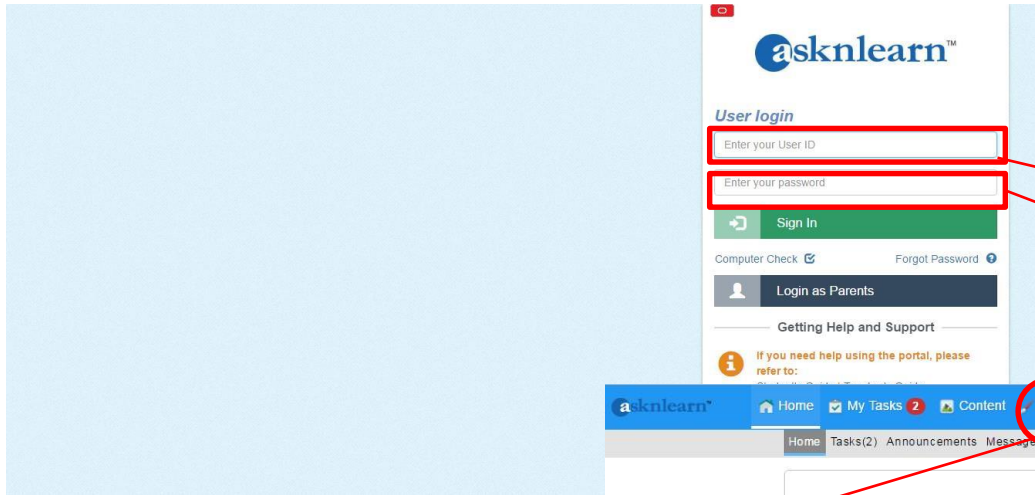 asknlearn™
User login
Enter your User ID
Enter your password
Sign In
Computer Check
Forgot Password
Login as Parents
Getting Help and Support
If you need help using the portal, please
refer to:
asknlearn™ Home My Tasks 2 Content
Home Tasks(2) Announcements Message